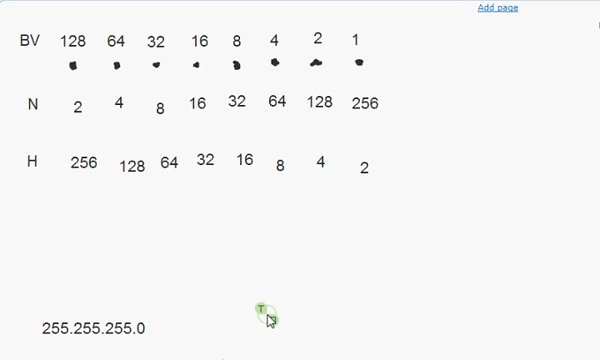 Add page
BV 128 64 32 16 8 4 2 1
N 2 4 8 16 32 64 128 256
H 256 128 64 32 16 8 4 2
T
255.255.255.0